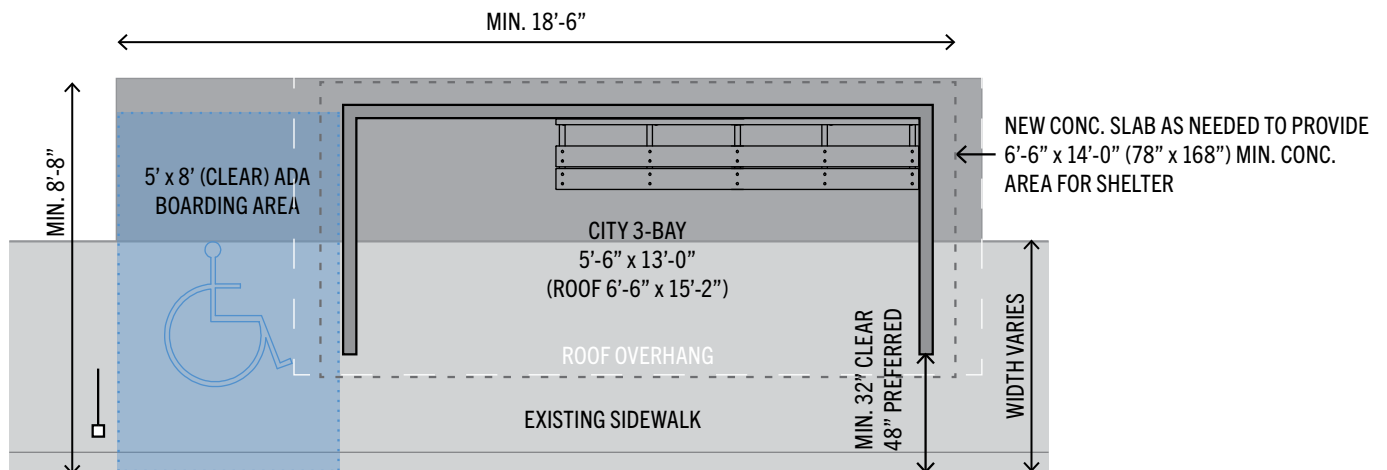 MIN. 18’-6”
MIN. 8’-8”
5’ x 8’ (CLEAR) ADA
BOARDING AREA
NEW CONC. SLAB AS NEEDED TO PROVIDE
6’-6” x 14’-0” (78” x 168”) MIN. CONC.
AREA FOR SHELTER
CITY 3-BAY
5’-6” x 13’-0”
(ROOF 6’-6” x 15’-2”)
ROOF OVERHANG
MIN. 32” CLEAR
48” PREFERRED
WIDTH VARIES
EXISTING SIDEWALK